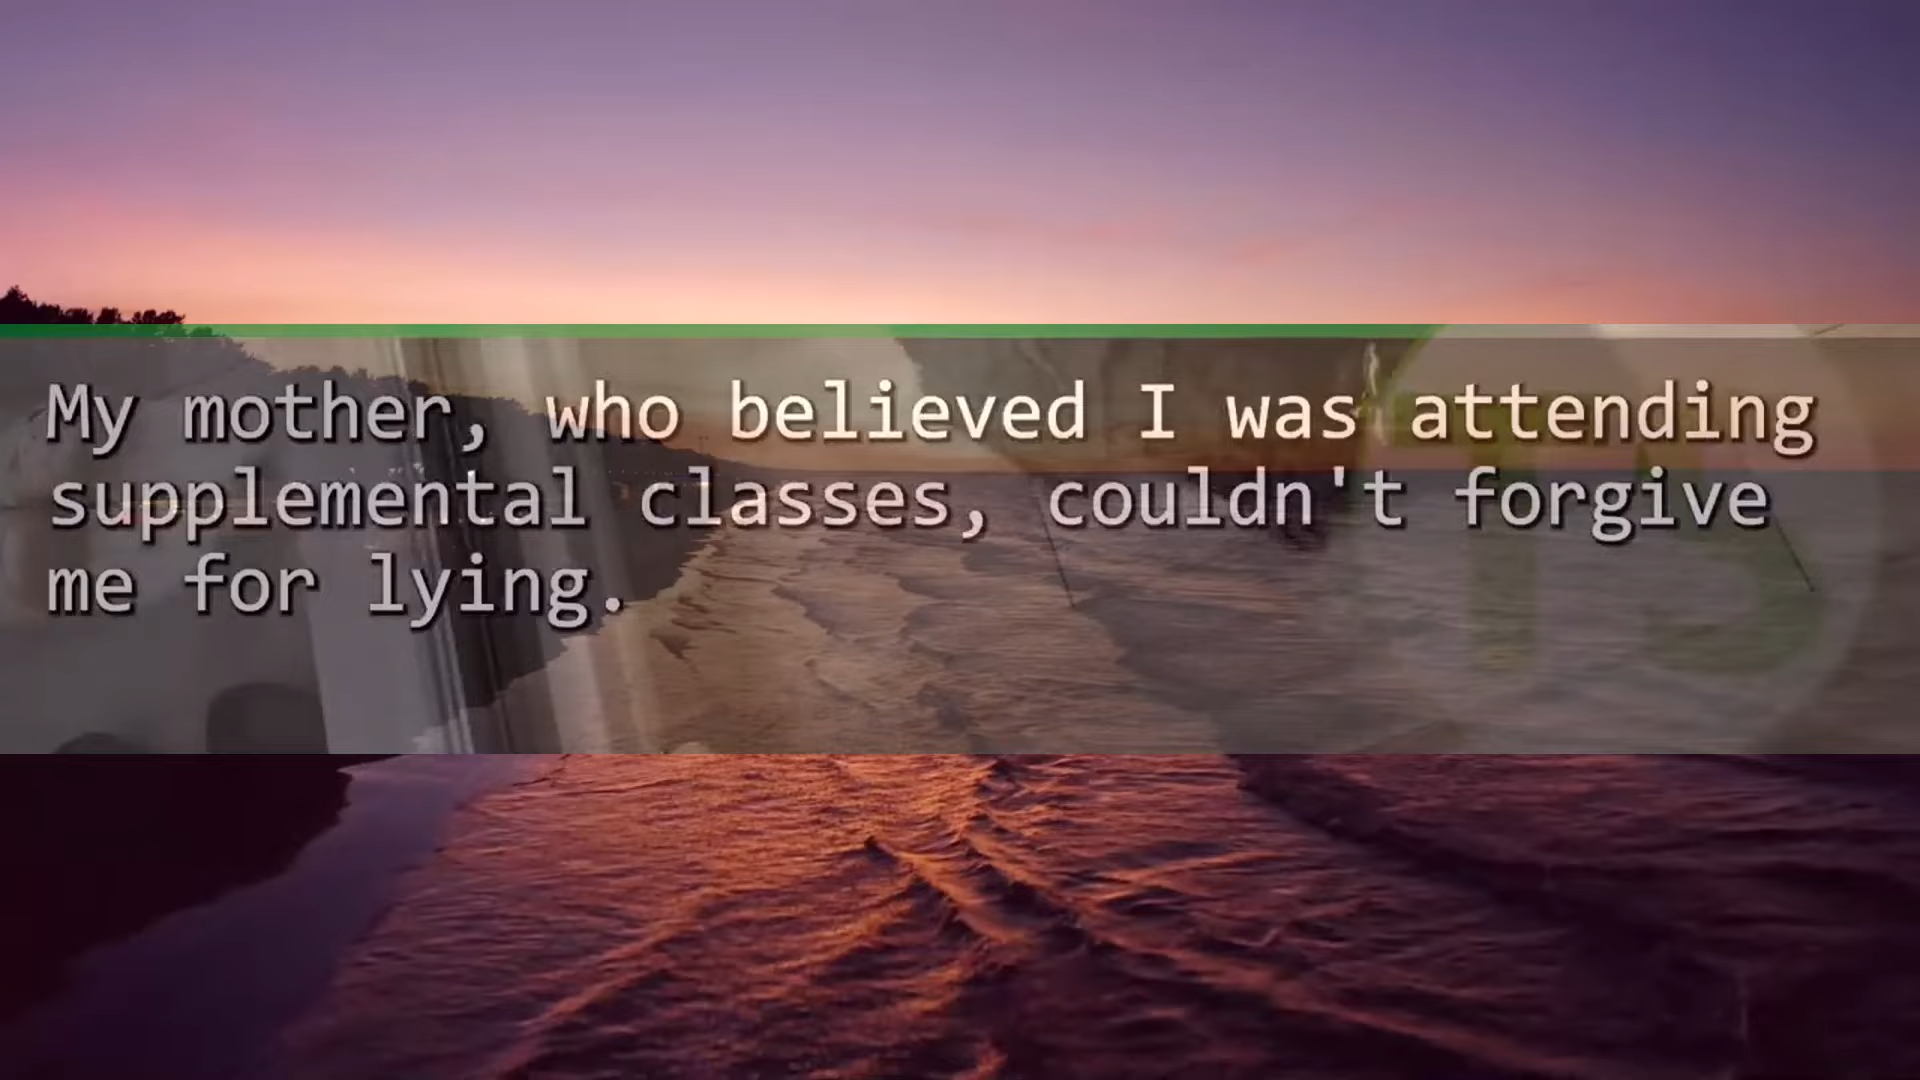 My mother, who believed I was attending
supplemental classes, couldn't forgive
me for lying.